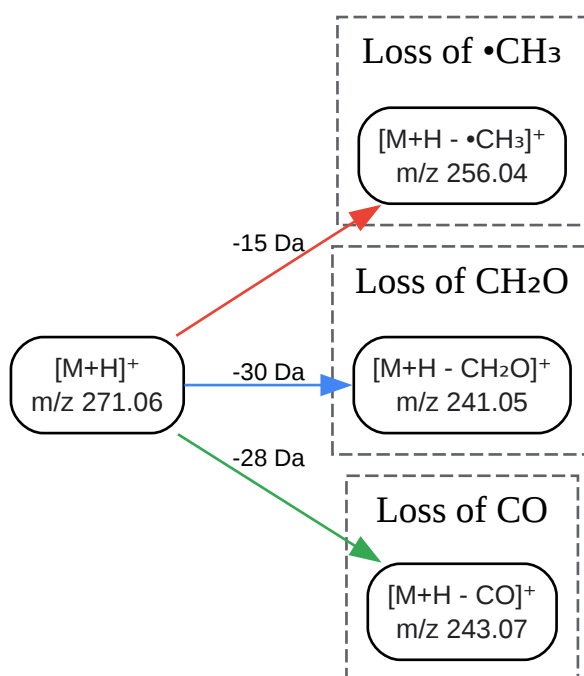 Loss of •CH₃
[M+H - •CH₃]⁺
m/z 256.04
-15 Da
Loss of CH₂O
[M+H]⁺
m/z 271.06
-30 Da
[M+H - CH₂O]⁺
m/z 241.05
-28 Da
Loss of CO
[M+H - CO]⁺
m/z 243.07